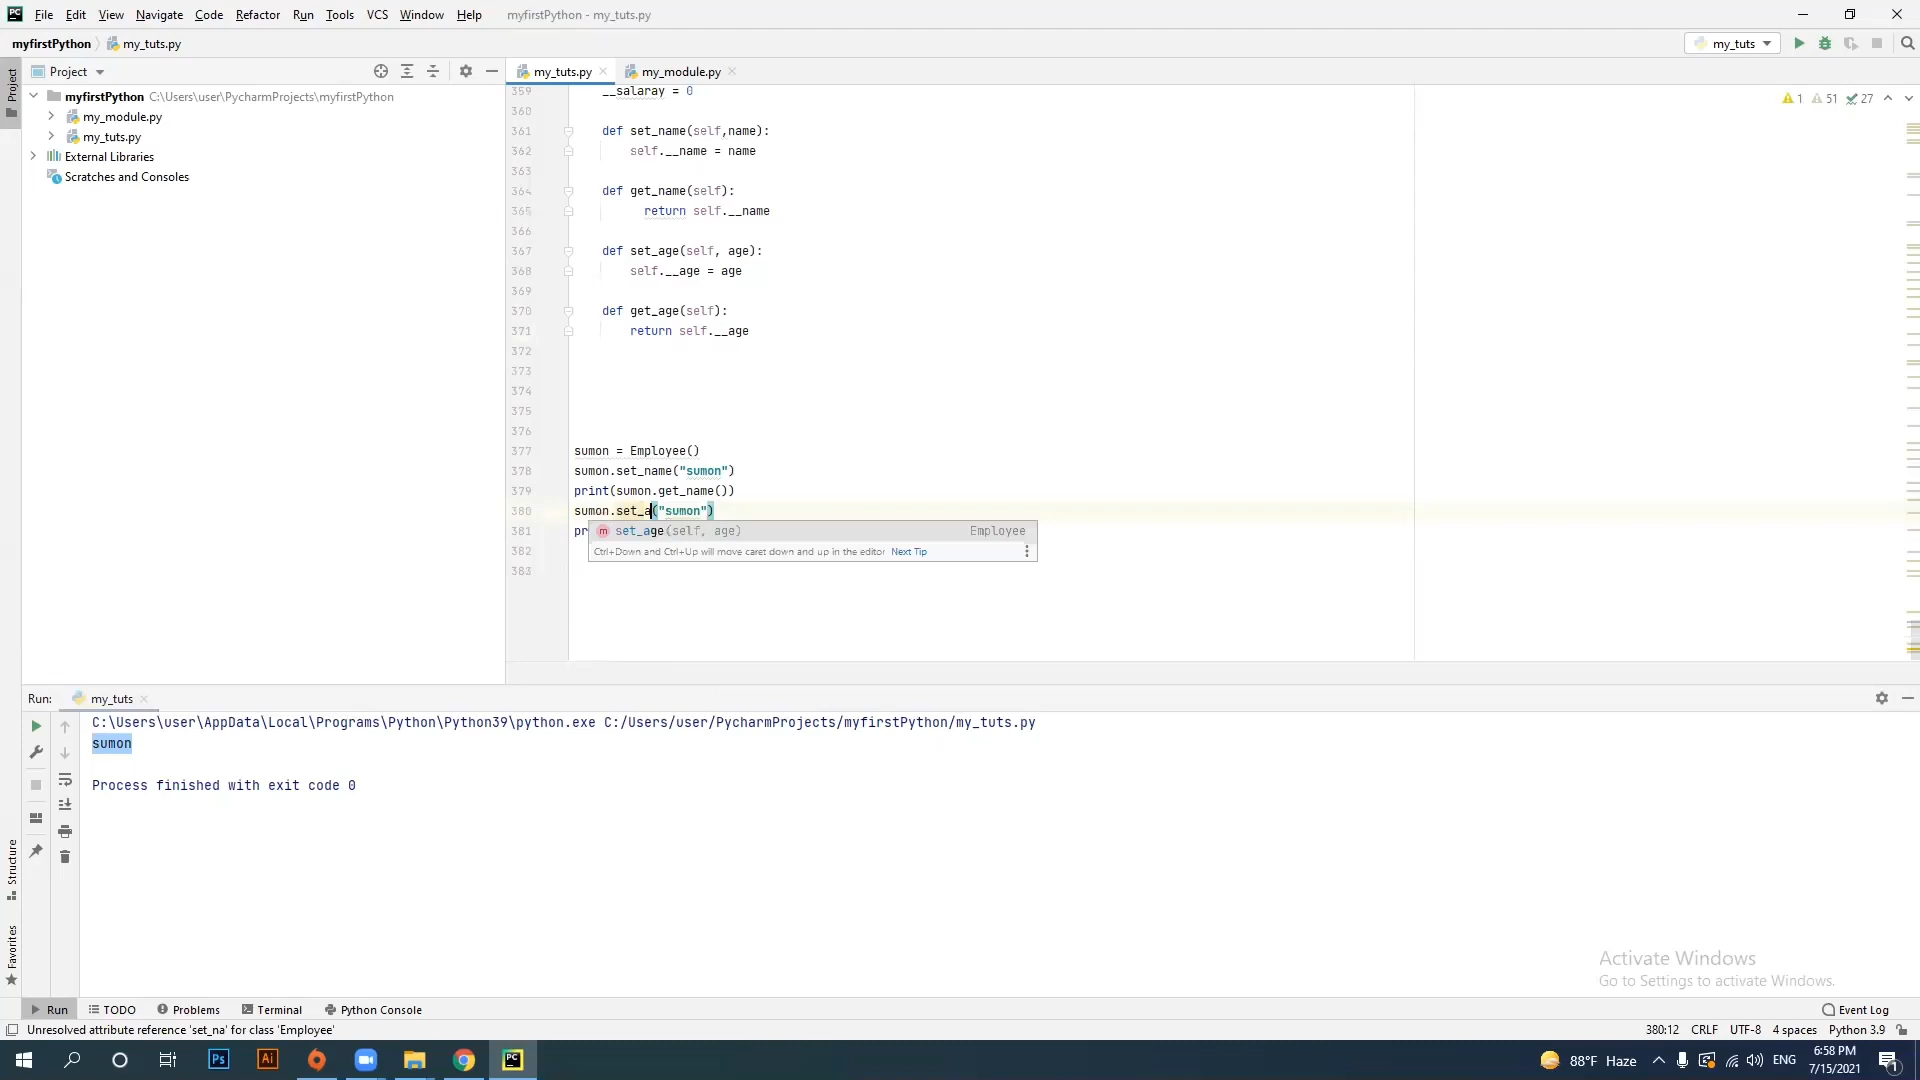 File Edit View Navigate Code Refactor Run Tools VCS Window Help myfirstPython - my_tuts.py
myfirstPython my_tuts.py my_tuts
Project my_tuts.py my_module.py
myfirstPython C:\Users\user\PycharmProjects\myfirstPython
my_module.py
my_tuts.py
External Libraries
Scratches and Consoles
Project
1 51 27
359 __salaray = 0
360
361 def set_name(self,name):
362 self.__name = name
363
364 def get_name(self):
365 return self.__name
366
367 def set_age(self, age):
368 self.__age = age
369
370 def get_age(self):
371 return self.__age
372
373
374
375
376
377 sumon = Employee()
378 sumon.set_name("sumon")
379 print(sumon.get_name())
380 sumon.set_a("sumon")
381 pr
382
383
set_age(self, age) Employee
Ctrl+Down and Ctrl+Up will move caret down and up in the editor Next Tip
Run: my_tuts
C:\Users\user\AppData\Local\Programs\Python\Python39\python.exe C:/Users/user/PycharmProjects/myfirstPython/my_tuts.py
sumon
Process finished with exit code 0
Structure
Favorites
Activate Windows
Go to Settings to activate Windows.
Run TODO Problems Terminal Python Console Event Log
Unresolved attribute reference 'set_na' for class 'Employee' 380:12 CRLF UTF-8 4 spaces Python 3.9
Ps Ai PC 88°F Haze ENG 6:58 PM
7/15/2021
1